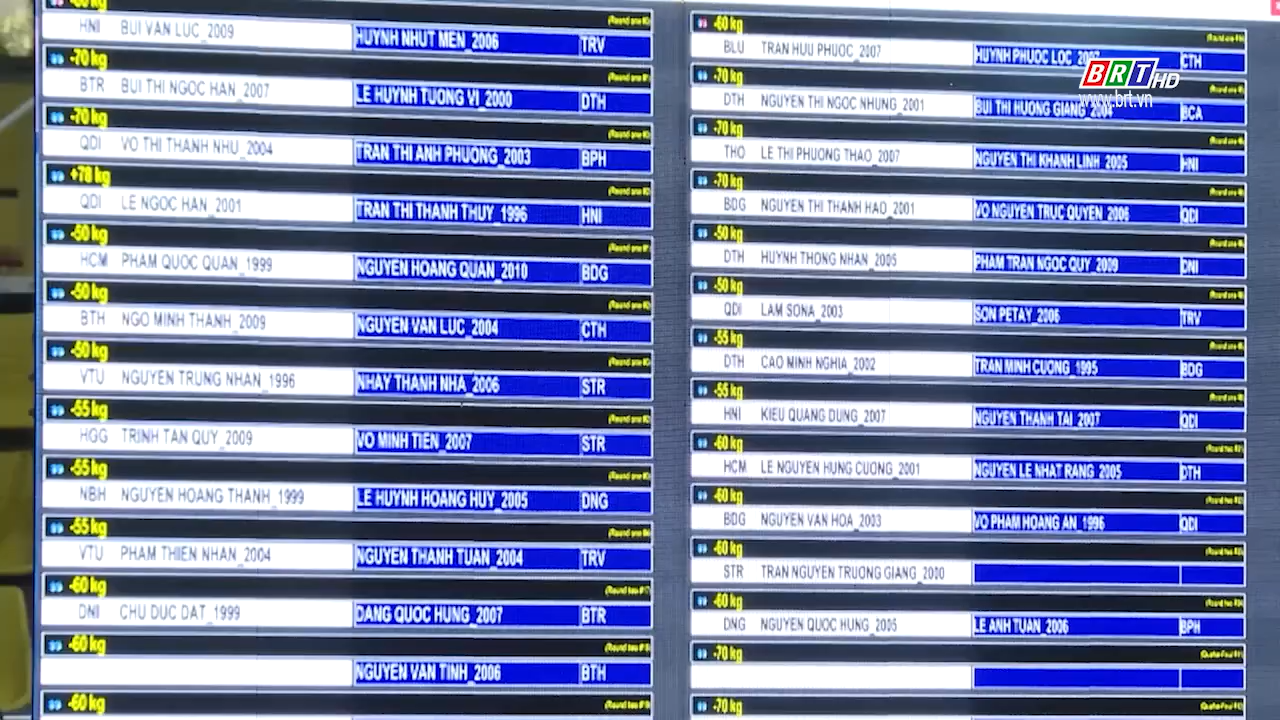 -60 kg
HNI BUI VAN LUC_2009 HUYNH NHUT MEN_2006 TRV
-70 kg
BTR BUI THI NGOC HAN_2007 LE HUYNH TUONG VI_2000 DTH
-70 kg
QDI VO THI THANH NHU_2004 TRAN THI ANH PHUONG_2003 BPH
+78 kg
QDI LE NGOC HAN_2001 TRAN THI THANH THUY_1996 HNI
-50 kg
HCM PHAM QUOC QUAN_1999 NGUYEN HOANG QUAN_2010 BDG
-50 kg
BTH NGO MINH THANH_2009 NGUYEN VAN LUC_2004 CTH
-50 kg
VTU NGUYEN TRUNG NHAN_1996 NHAY THANH NHA_2006 STR
-55 kg
HGG TRINH TAN QUY_2009 VO MINH TIEN_2007 STR
-55 kg
NBH NGUYEN HOANG THANH_1999 LE HUYNH HOANG HUY_2005 DNG
-55 kg
VTU PHAM THIEN NHAN_2004 NGUYEN THANH TUAN_2004 TRV
-60 kg
DNI CHU DUC DAT_1999 DANG QUOC HUNG_2007 BTR
-60 kg
NGUYEN VAN TINH_2006 BTH
-60 kg
-60 kg
BLU TRAN HUU PHUOC_2007 HUYNH PHUOC LOC CTH
-70 kg
DTH NGUYEN THI NGOC NHUNG_2001 BUI THI HUONG GIANG_2004 BCA
-70 kg
THO LE THI PHUONG THAO_2007 NGUYEN THI KHANH LINH_2005 HNI
-70 kg
BDG NGUYEN THI THANH HAO_2001 VO NGUYEN TRUC QUYEN_2006 QDI
-50 kg
DTH HUYNH THONG NHAN_2005 PHAM TRAN NGOC QUY_2009 DNI
-50 kg
QDI LAM SONA_2003 SON PETAY_2006 TRV
-55 kg
DTH CAO MINH NGHIA_2002 TRAN MINH CUONG_1995 BDG
-55 kg
HNI KIEU QUANG DUNG_2007 NGUYEN THANH TAI_2007 QDI
-60 kg
HCM LE NGUYEN HUNG CUONG_2001 NGUYEN LE NHAT RANG_2005 DTH
-60 kg
BDG NGUYEN VAN HOA_2003 VO PHAM HOANG AN_1996 QDI
-60 kg
STR TRAN NGUYEN TRUONG GIANG_2000
-60 kg
DNG NGUYEN QUOC HUNG_2005 LE ANH TUAN_2006 BPH
-70 kg
-70 kg
BRT HD
www.brt.vn